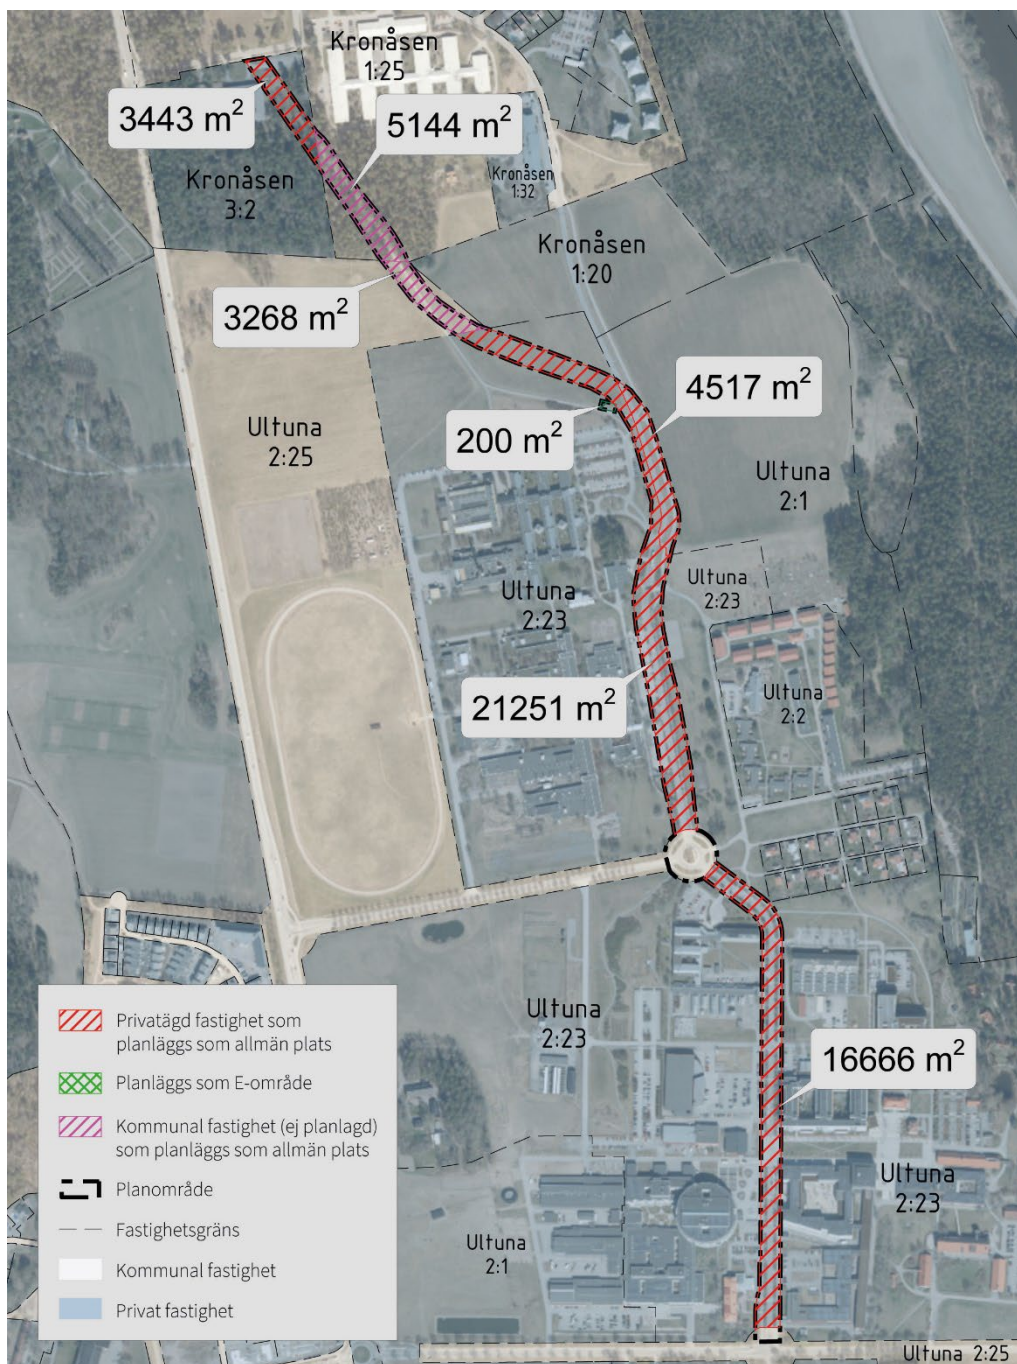 Kronåsen
1:25
3443 m²
5144 m²
Kronåsen
3:2
Kronåsen
1:32
Kronåsen
1:20
3268 m²
4517 m²
200 m²
Ultuna
2:25
Ultuna
2:1
Ultuna
2:23
Ultuna
2:23
Ultuna
2:2
21251 m²
Ultuna
2:23
16666 m²
Ultuna
2:23
Ultuna
2:1
Privatägd fastighet som
planläggs som allmän plats
Planläggs som E-område
Kommunal fastighet (ej planlagd)
som planläggs som allmän plats
Planområde
Fastighetsgräns
Kommunal fastighet
Privat fastighet
Ultuna 2:25